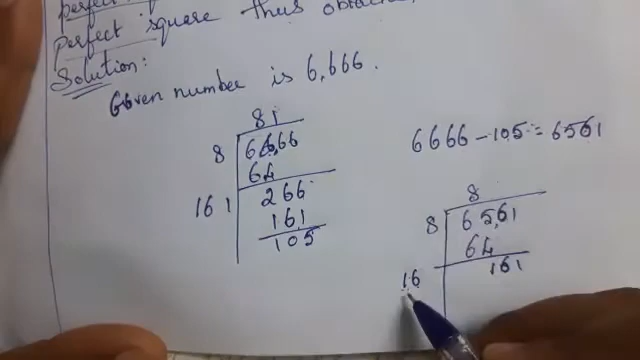 perfect
perfect square thus obtained
Solution:
Given number is 6,666.
81
8 66,66
64
161 266
161
105
6666 - 105 = 6561
8
8 65,61
64
16 161